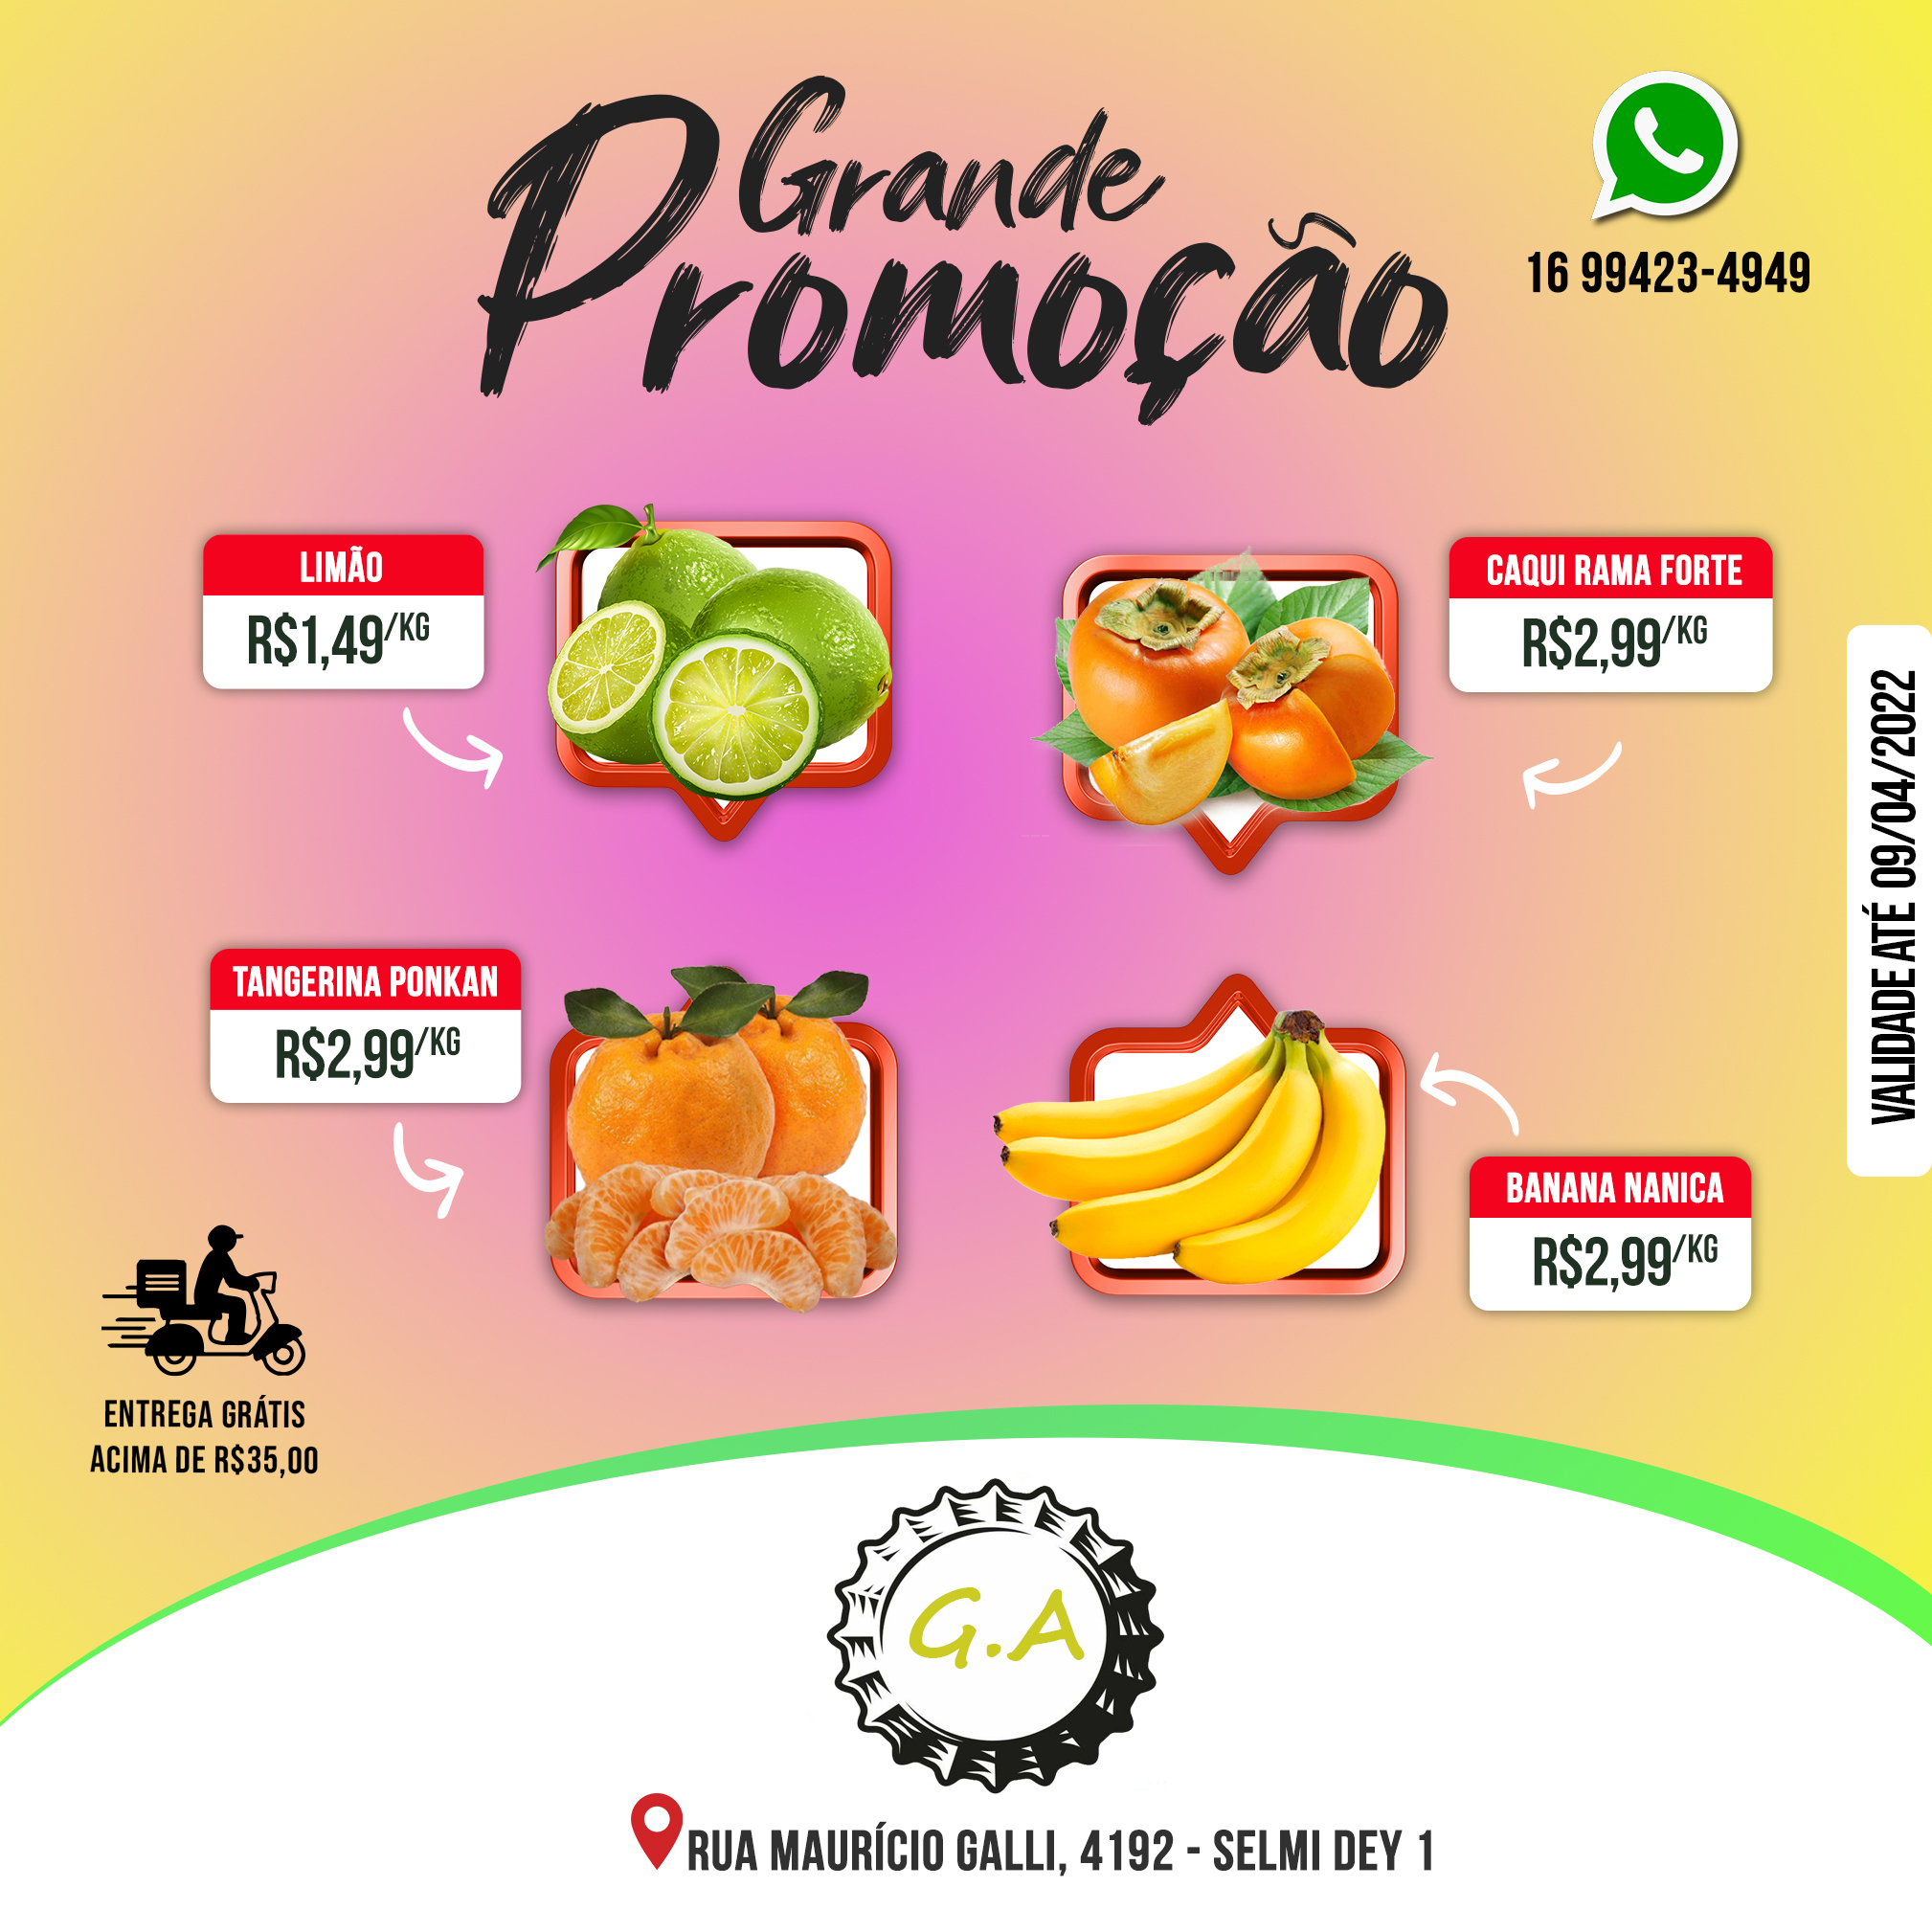 Grande
Promoção
16 99423-4949
LIMÃO
R$1,49/KG
CAQUI RAMA FORTE
R$2,99/KG
VALIDADE ATÉ 09/04/2022
TANGERINA PONKAN
R$2,99/KG
BANANA NANICA
R$2,99/KG
ENTREGA GRÁTIS
ACIMA DE R$35,00
G.A
RUA MAURÍCIO GALLI, 4192 - SELMI DEY 1